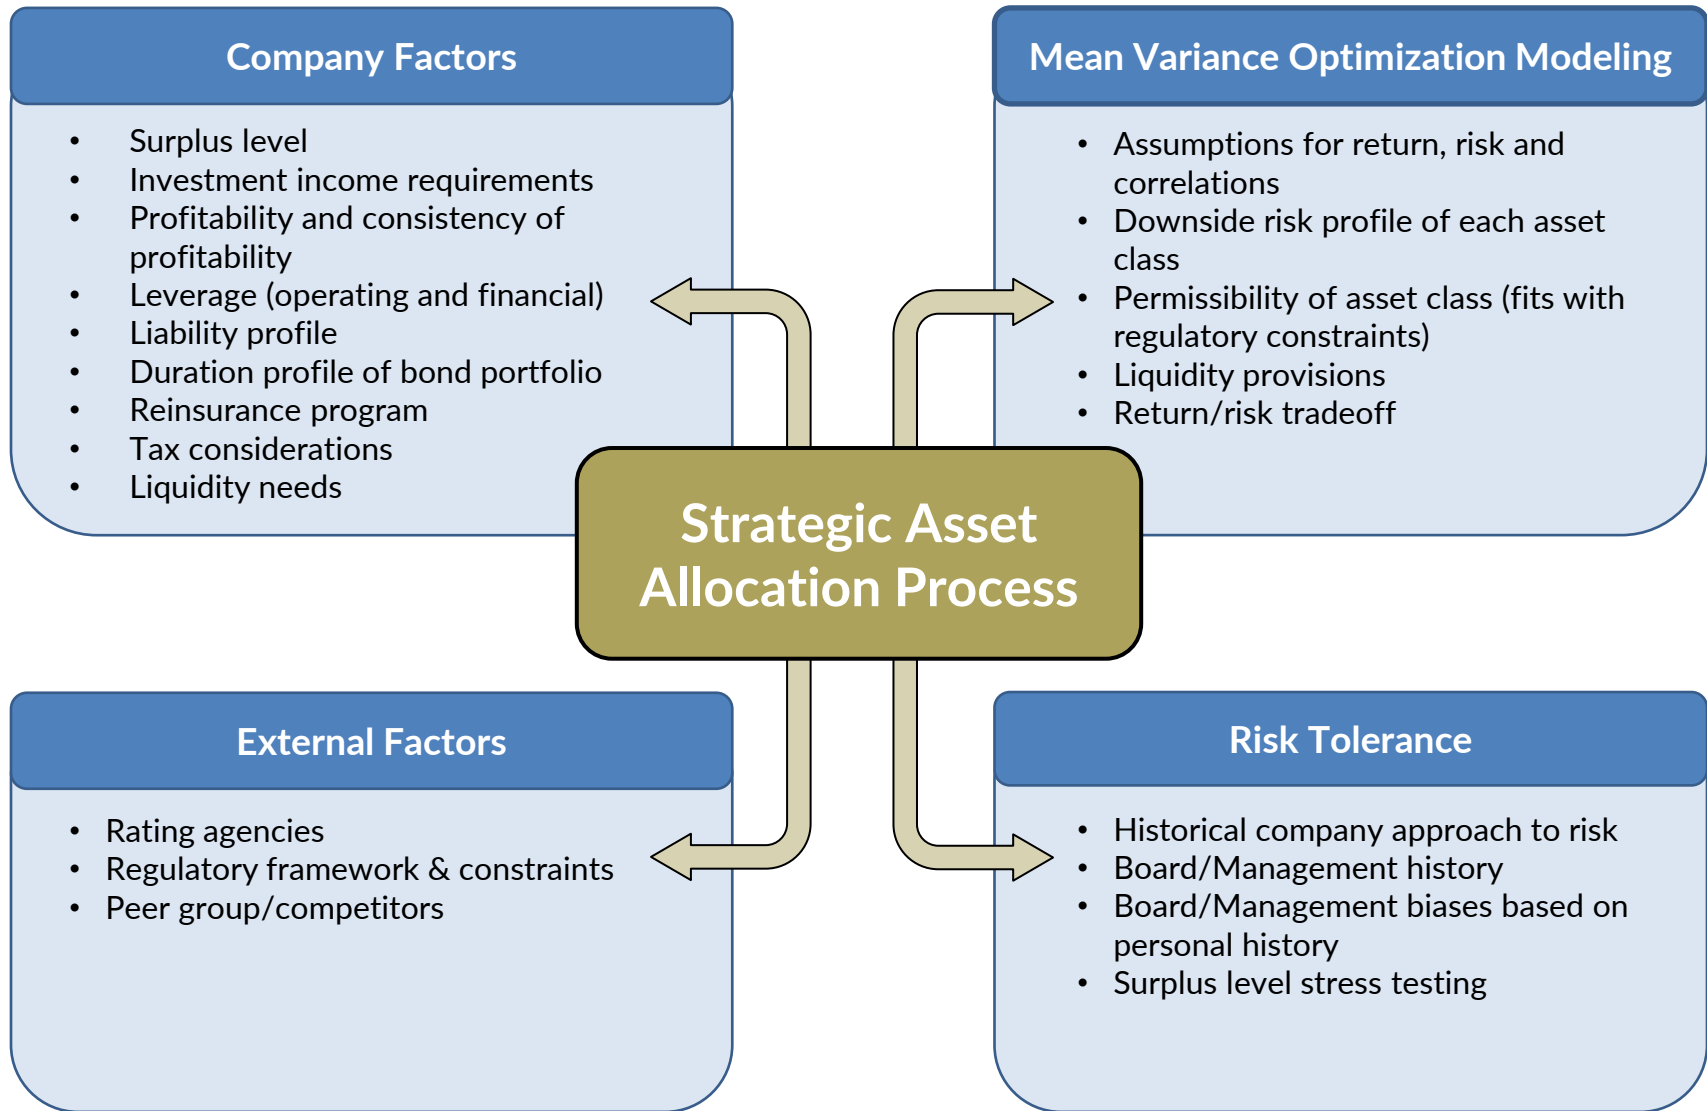 Company Factors
• Surplus level
• Investment income requirements
• Profitability and consistency of
profitability
• Leverage (operating and financial)
• Liability profile
• Duration profile of bond portfolio
• Reinsurance program
• Tax considerations
• Liquidity needs
Mean Variance Optimization Modeling
• Assumptions for return, risk and
correlations
• Downside risk profile of each asset
class
• Permissibility of asset class (fits with
regulatory constraints)
• Liquidity provisions
• Return/risk tradeoff
Strategic Asset
Allocation Process
External Factors
• Rating agencies
• Regulatory framework & constraints
• Peer group/competitors
Risk Tolerance
• Historical company approach to risk
• Board/Management history
• Board/Management biases based on
personal history
• Surplus level stress testing